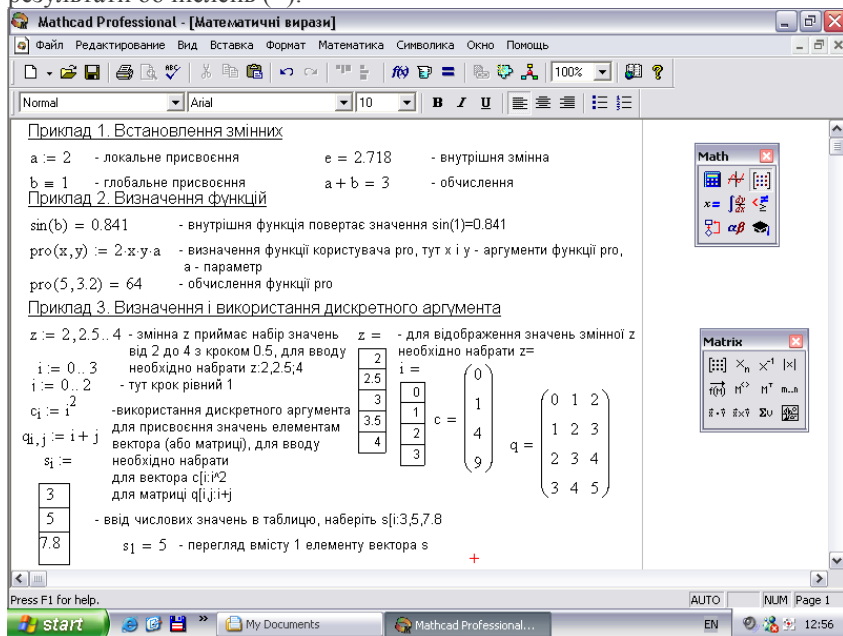 результати обчислень (=).
Mathcad Professional - [Математичні вирази]
Файл Редактирование Вид Вставка Формат Математика Символика Окно Помощь
100%
Normal Arial 10 B I U
Приклад 1. Встановлення змінних
a := 2 - локальне присвоєння e = 2.718 - внутрішня змінна
b ≡ 1 - глобальне присвоєння a + b = 3 - обчислення
Приклад 2. Визначення функцій
sin(b) = 0.841 - внутрішня функція повертає значення sin(1)=0.841
pro(x,y) := 2·x·y·a - визначення функції користувача pro, тут x і y - аргументи функції pro,
a - параметр
pro(5,3.2) = 64 - обчислення функції pro
Приклад 3. Визначення і використання дискретного аргумента
z := 2,2.5.. 4 - змінна z приймає набір значень
від 2 до 4 з кроком 0.5, для вводу
необхідно набрати z:2,2.5;4
i := 0.. 3
j := 0.. 2 - тут крок рівний 1
z = - для відображення значень змінної z
необхідно набрати z=
2
2.5
3
3.5
4
i =
0
1
2
3
c =
0
1
4
9
q =
0 1 2
1 2 3
2 3 4
3 4 5
c_i := i^2 -використання дискретного аргумента
для присвоєння значень елементам
q_i,j := i + j вектора (або матриці), для вводу
s_i := необхідно набрати
для вектора c[i:i^2
для матриці q[i,j:i+j
3
5
7.8
- ввід числових значень в таблицю, наберіть s[i:3,5,7.8
s_1 = 5 - перегляд вмісту 1 елементу вектора s
Math
x= ∫ dy/dx
αβ
Matrix
[:::] ×n ×⁻¹ |×|
f(M) M<> Mᵀ m..n
Συ
Press F1 for help. AUTO NUM Page 1
start My Documents Mathcad Professional... EN 12:56